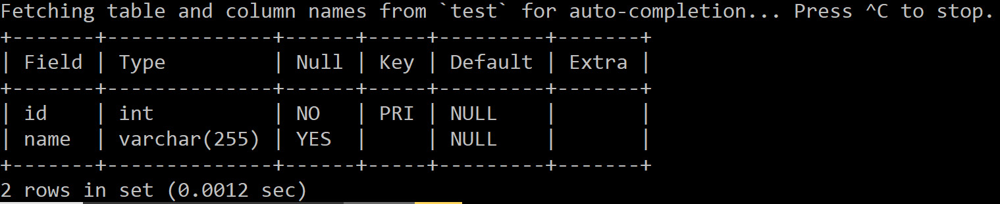 Fetching table and column names from `test` for auto-completion... Press ^C to stop.
+-------+--------------+------+-----+---------+-------+
| Field | Type         | Null | Key | Default | Extra |
+-------+--------------+------+-----+---------+-------+
| id    | int          | NO   | PRI | NULL    |       |
| name  | varchar(255) | YES  |     | NULL    |       |
+-------+--------------+------+-----+---------+-------+
2 rows in set (0.0012 sec)